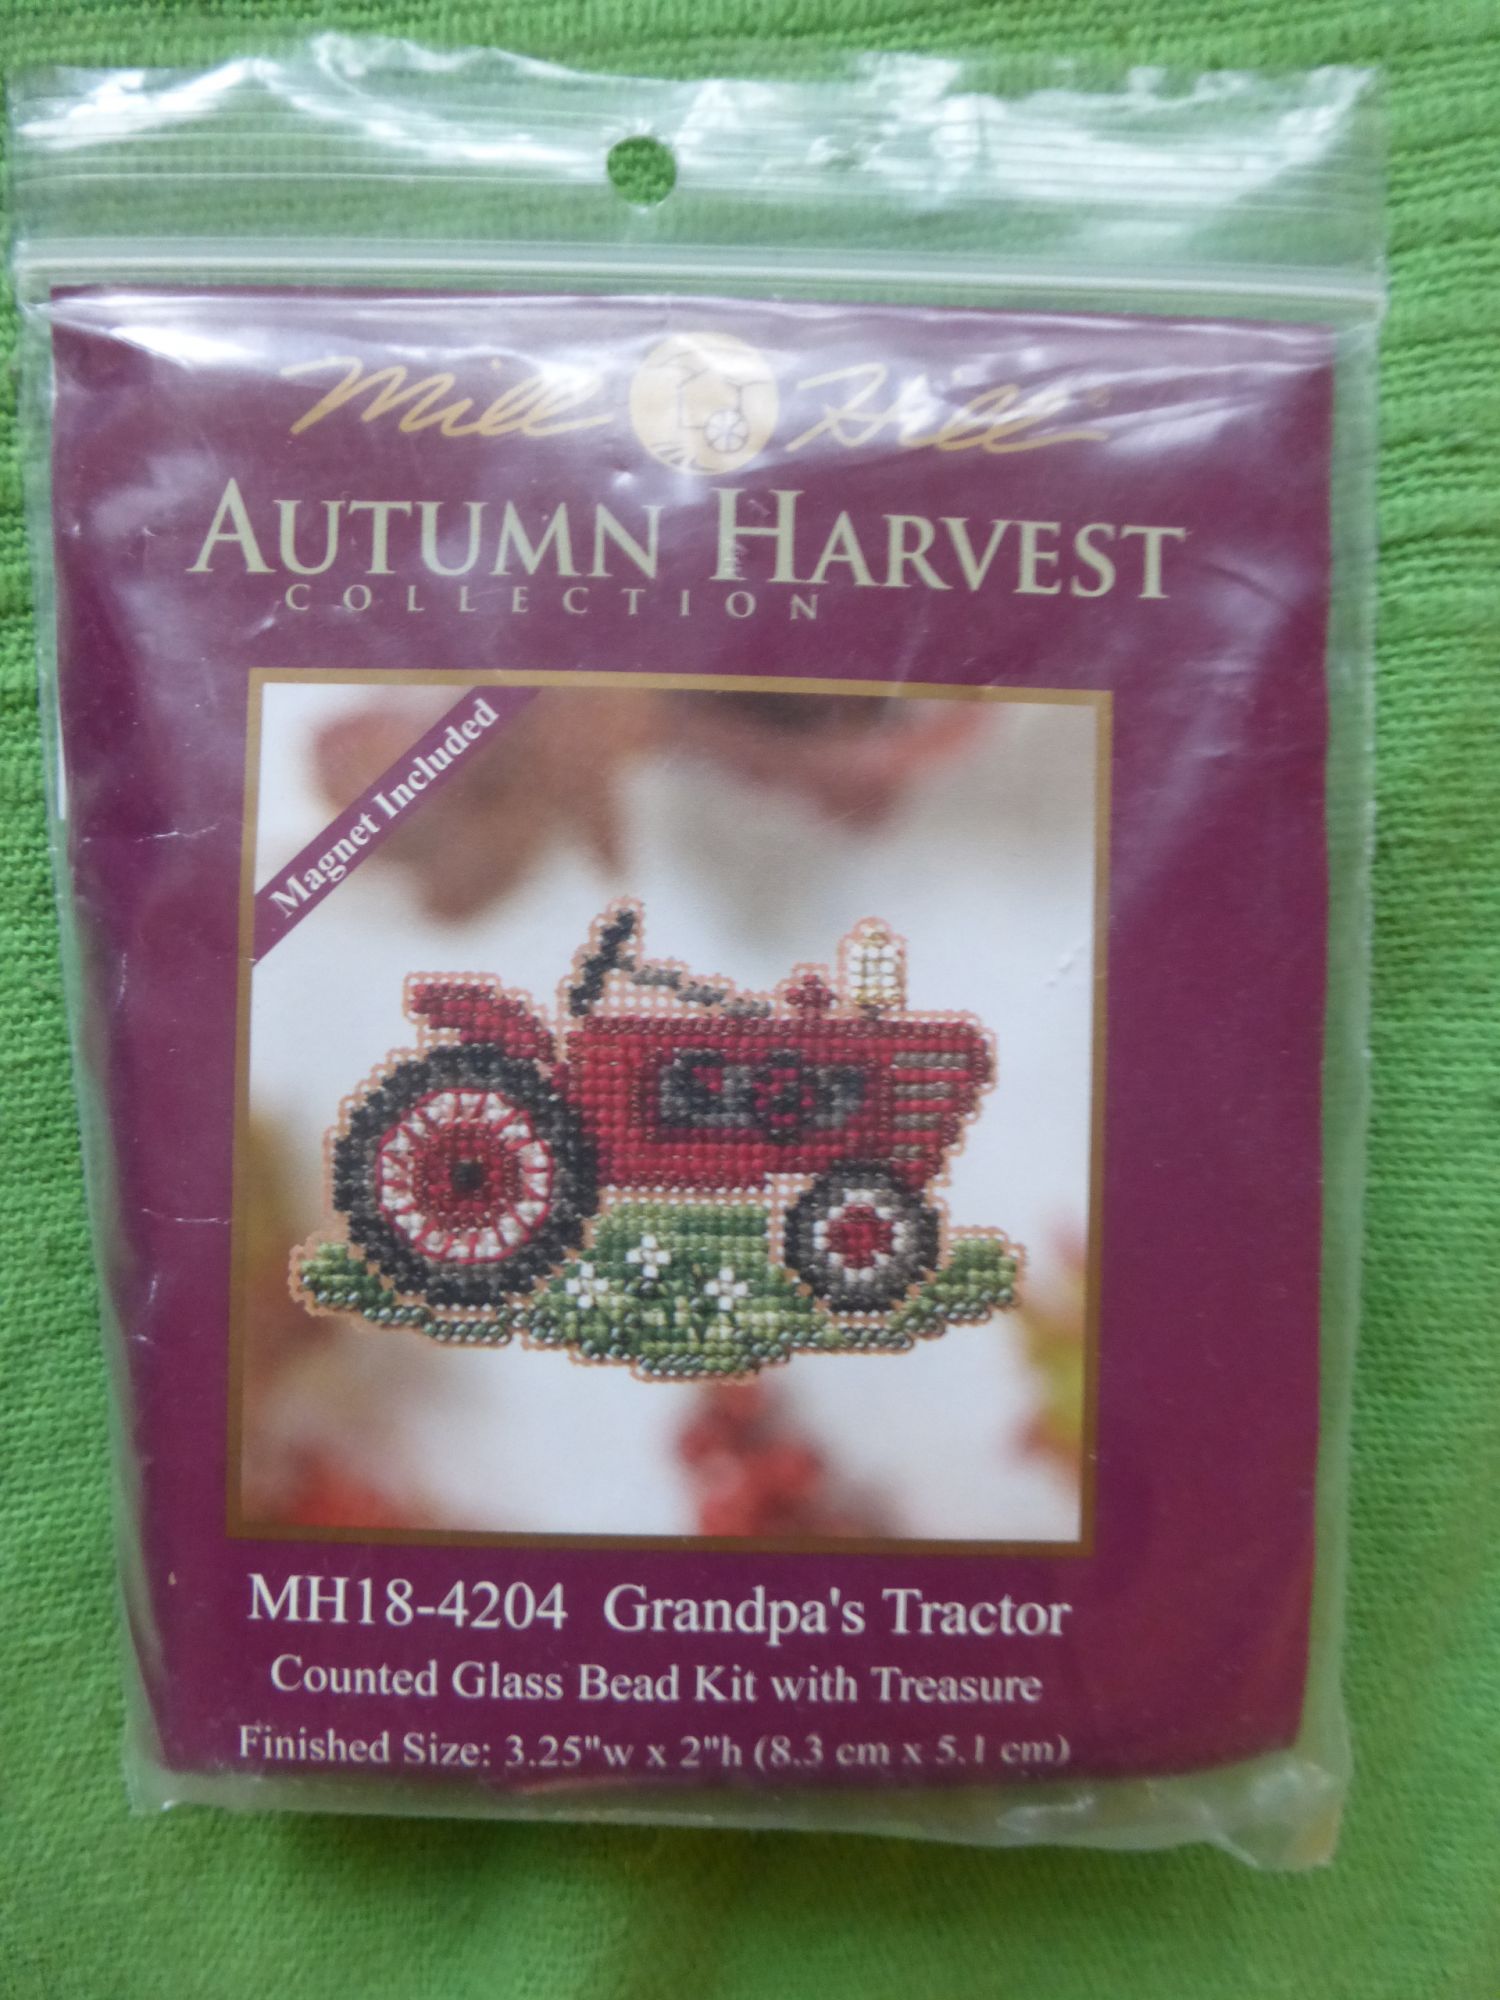 Mill Hill®
AUTUMN HARVEST
COLLECTION
Magnet Included
MH18-4204 Grandpa's Tractor
Counted Glass Bead Kit with Treasure
Finished Size: 3.25"w x 2"h (8.3 cm x 5.1 cm)